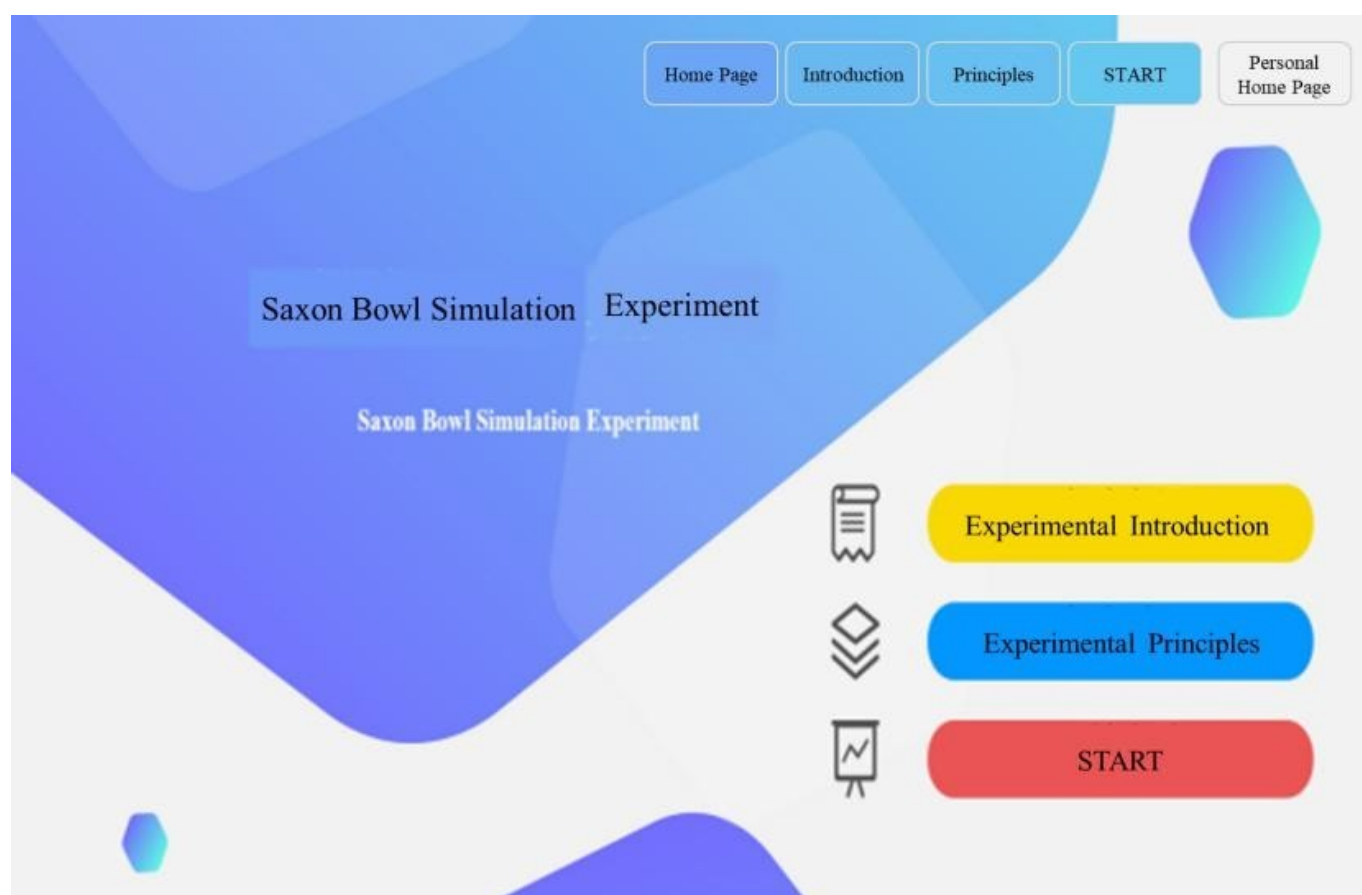 Home Page
Introduction
Principles
START
Personal
Home Page
Saxon Bowl Simulation Experiment
Saxon Bowl Simulation Experiment
Experimental Introduction
Experimental Principles
START